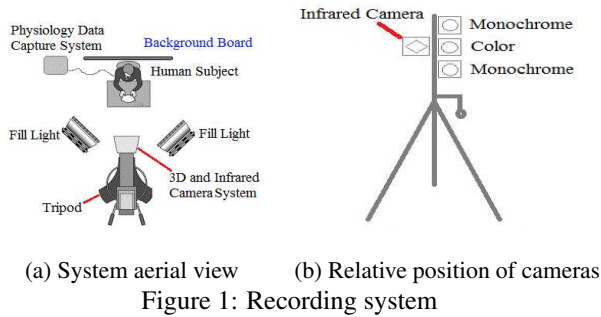 Physiology Data
Capture System
Background Board
Human Subject
Fill Light
Fill Light
3D and Infrared
Camera System
Tripod
(a) System aerial view
Infrared Camera
Monochrome
Color
Monochrome
(b) Relative position of cameras
Figure 1: Recording system